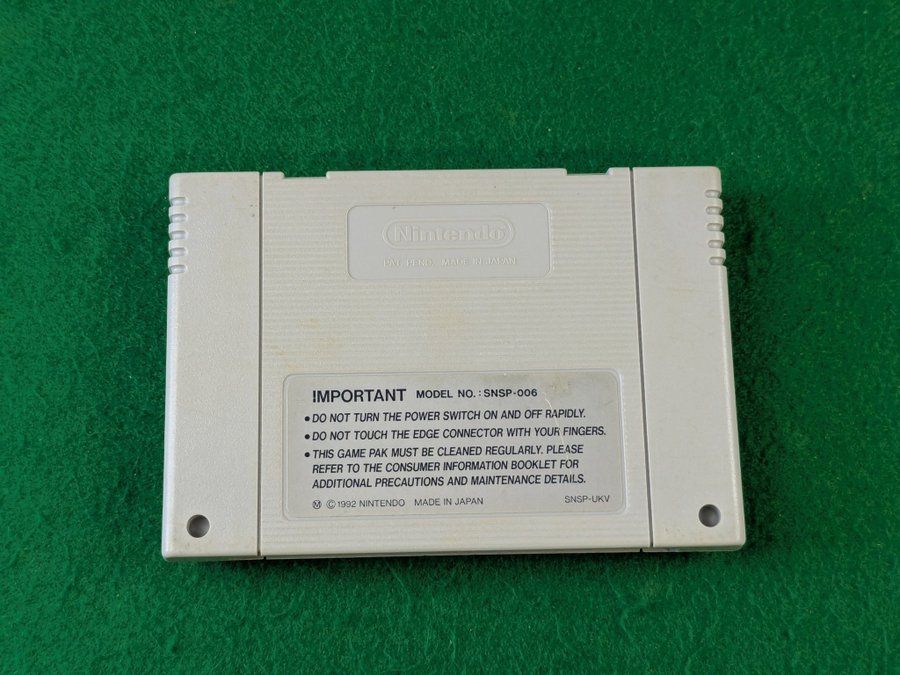 Nintendo
PAT. PEND. MADE IN JAPAN
IMPORTANT MODEL NO.: SNSP-006
• DO NOT TURN THE POWER SWITCH ON AND OFF RAPIDLY.
• DO NOT TOUCH THE EDGE CONNECTOR WITH YOUR FINGERS.
• THIS GAME PAK MUST BE CLEANED REGULARLY. PLEASE
REFER TO THE CONSUMER INFORMATION BOOKLET FOR
ADDITIONAL PRECAUTIONS AND MAINTENANCE DETAILS.
Ⓜ © 1992 NINTENDO MADE IN JAPAN SNSP-UKV